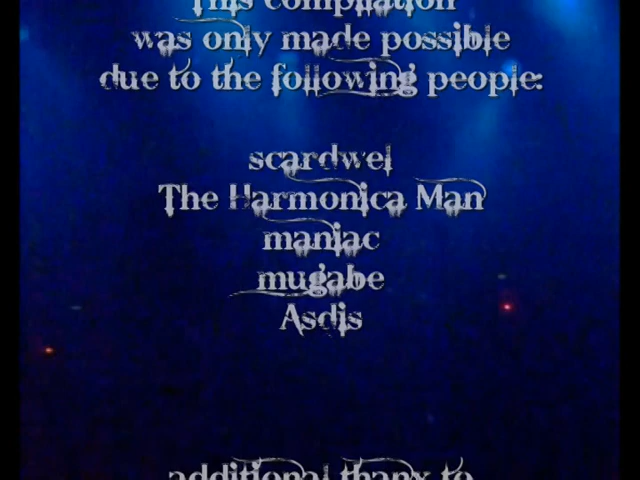 This compilation
was only made possible
due to the following people:
scardwel
The Harmonica Man
maniac
mugabe
Asdis
additional thanx to